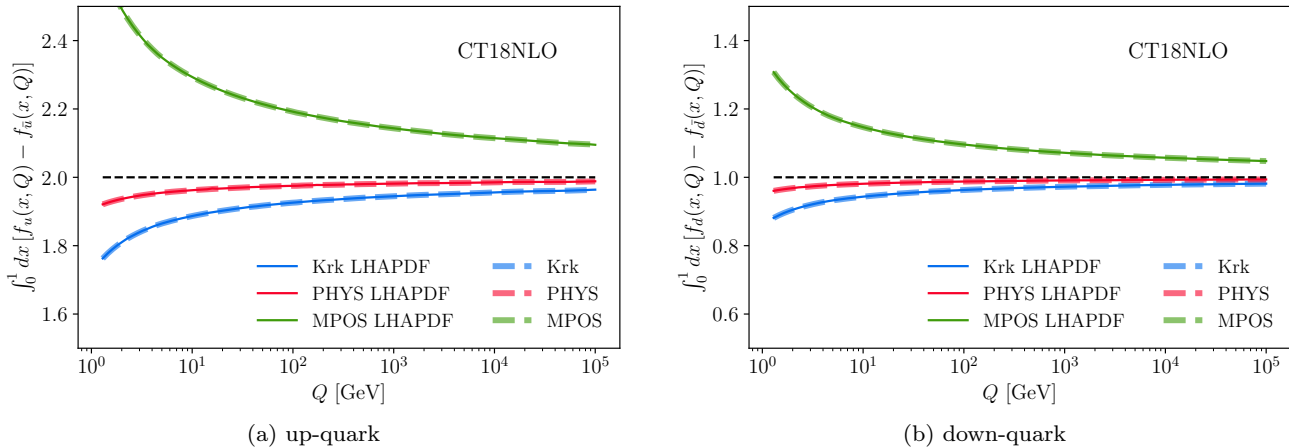 CT18NLO
2.4
2.2
2.0
1.8
1.6
∫₀¹ dx [f_u(x, Q) − f_ū(x, Q)]
Krk LHAPDF Krk
PHYS LHAPDF PHYS
MPOS LHAPDF MPOS
10⁰ 10¹ 10² 10³ 10⁴ 10⁵
Q [GeV]
(a) up-quark
CT18NLO
1.4
1.2
1.0
0.8
0.6
∫₀¹ dx [f_d(x, Q) − f_d̄(x, Q)]
Krk LHAPDF Krk
PHYS LHAPDF PHYS
MPOS LHAPDF MPOS
10⁰ 10¹ 10² 10³ 10⁴ 10⁵
Q [GeV]
(b) down-quark